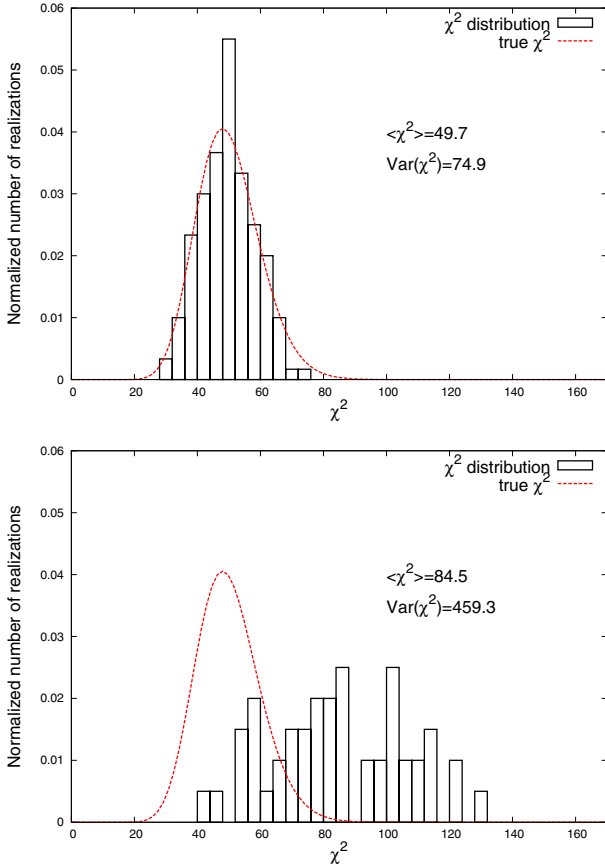 0.06
0.05
0.04
0.03
0.02
0.01
0
Normalized number of realizations
χ² distribution
true χ²
<χ²>=49.7
Var(χ²)=74.9
0 20 40 60 80 100 120 140 160
χ²
0.06
0.05
0.04
0.03
0.02
0.01
0
Normalized number of realizations
χ² distribution
true χ²
<χ²>=84.5
Var(χ²)=459.3
0 20 40 60 80 100 120 140 160
χ²